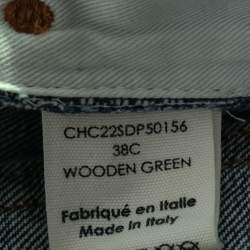 CHC22SDP50156
38C
WOODEN GREEN
Fabriqué en Italie
Made in Italy